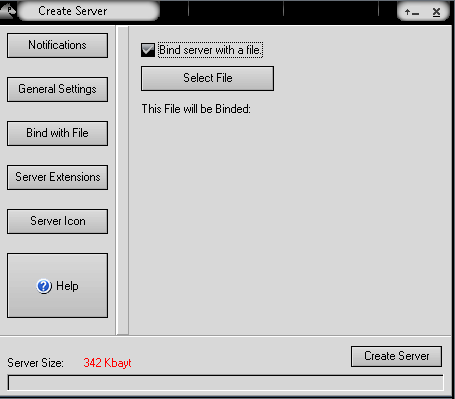 Create Server
Notifications
Bind server with a file.
General Settings
Select File
This File will be Binded:
Bind with File
Server Extensions
Server Icon
Help
Server Size: 342 Kbayt
Create Server